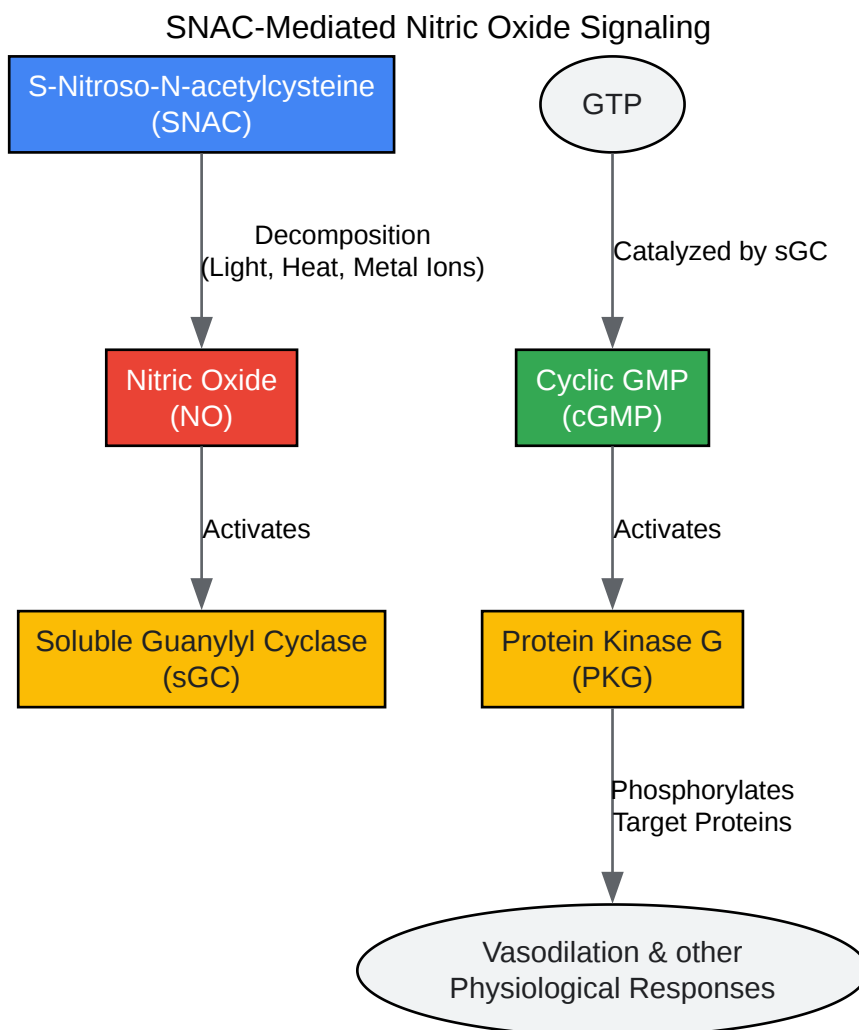 SNAC-Mediated Nitric Oxide Signaling
S-Nitroso-N-acetylcysteine
(SNAC)
GTP
Decomposition
(Light, Heat, Metal Ions)
Catalyzed by sGC
Nitric Oxide
(NO)
Cyclic GMP
(cGMP)
Activates
Activates
Soluble Guanylyl Cyclase
(sGC)
Protein Kinase G
(PKG)
Phosphorylates
Target Proteins
Vasodilation & other
Physiological Responses